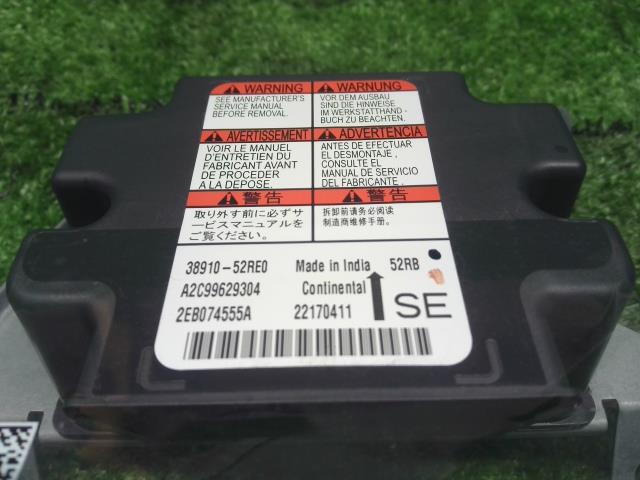 WARNING
SEE MANUFACTURER'S
SERVICE MANUAL
BEFORE REMOVAL.
WARNUNG
VOR DEM AUSBAU
SIND DIE HINWEISE
IM WERKSTATTHAND -
BUCH ZU BEACHTEN.
AVERTISSEMENT
VOIR LE MANUEL
D'ENTRETIEN DU
FABRICANT AVANT
DE PROCEDER
A LA DEPOSE.
ADVERTENCIA
ANTES DE EFECTUAR
EL DESMONTAJE ,
CONSULTE EL
MANUAL DE SERVICIO
DEL FABRICANTE .
警告
取り外す前に必ずサ
ービスマニュアルを
ご覧ください。
警告
拆卸前请务必阅读
制造商维修手册.
38910-52RE0 Made in India 52RB
A2C99629304 Continental
2EB074555A 22170411 SE